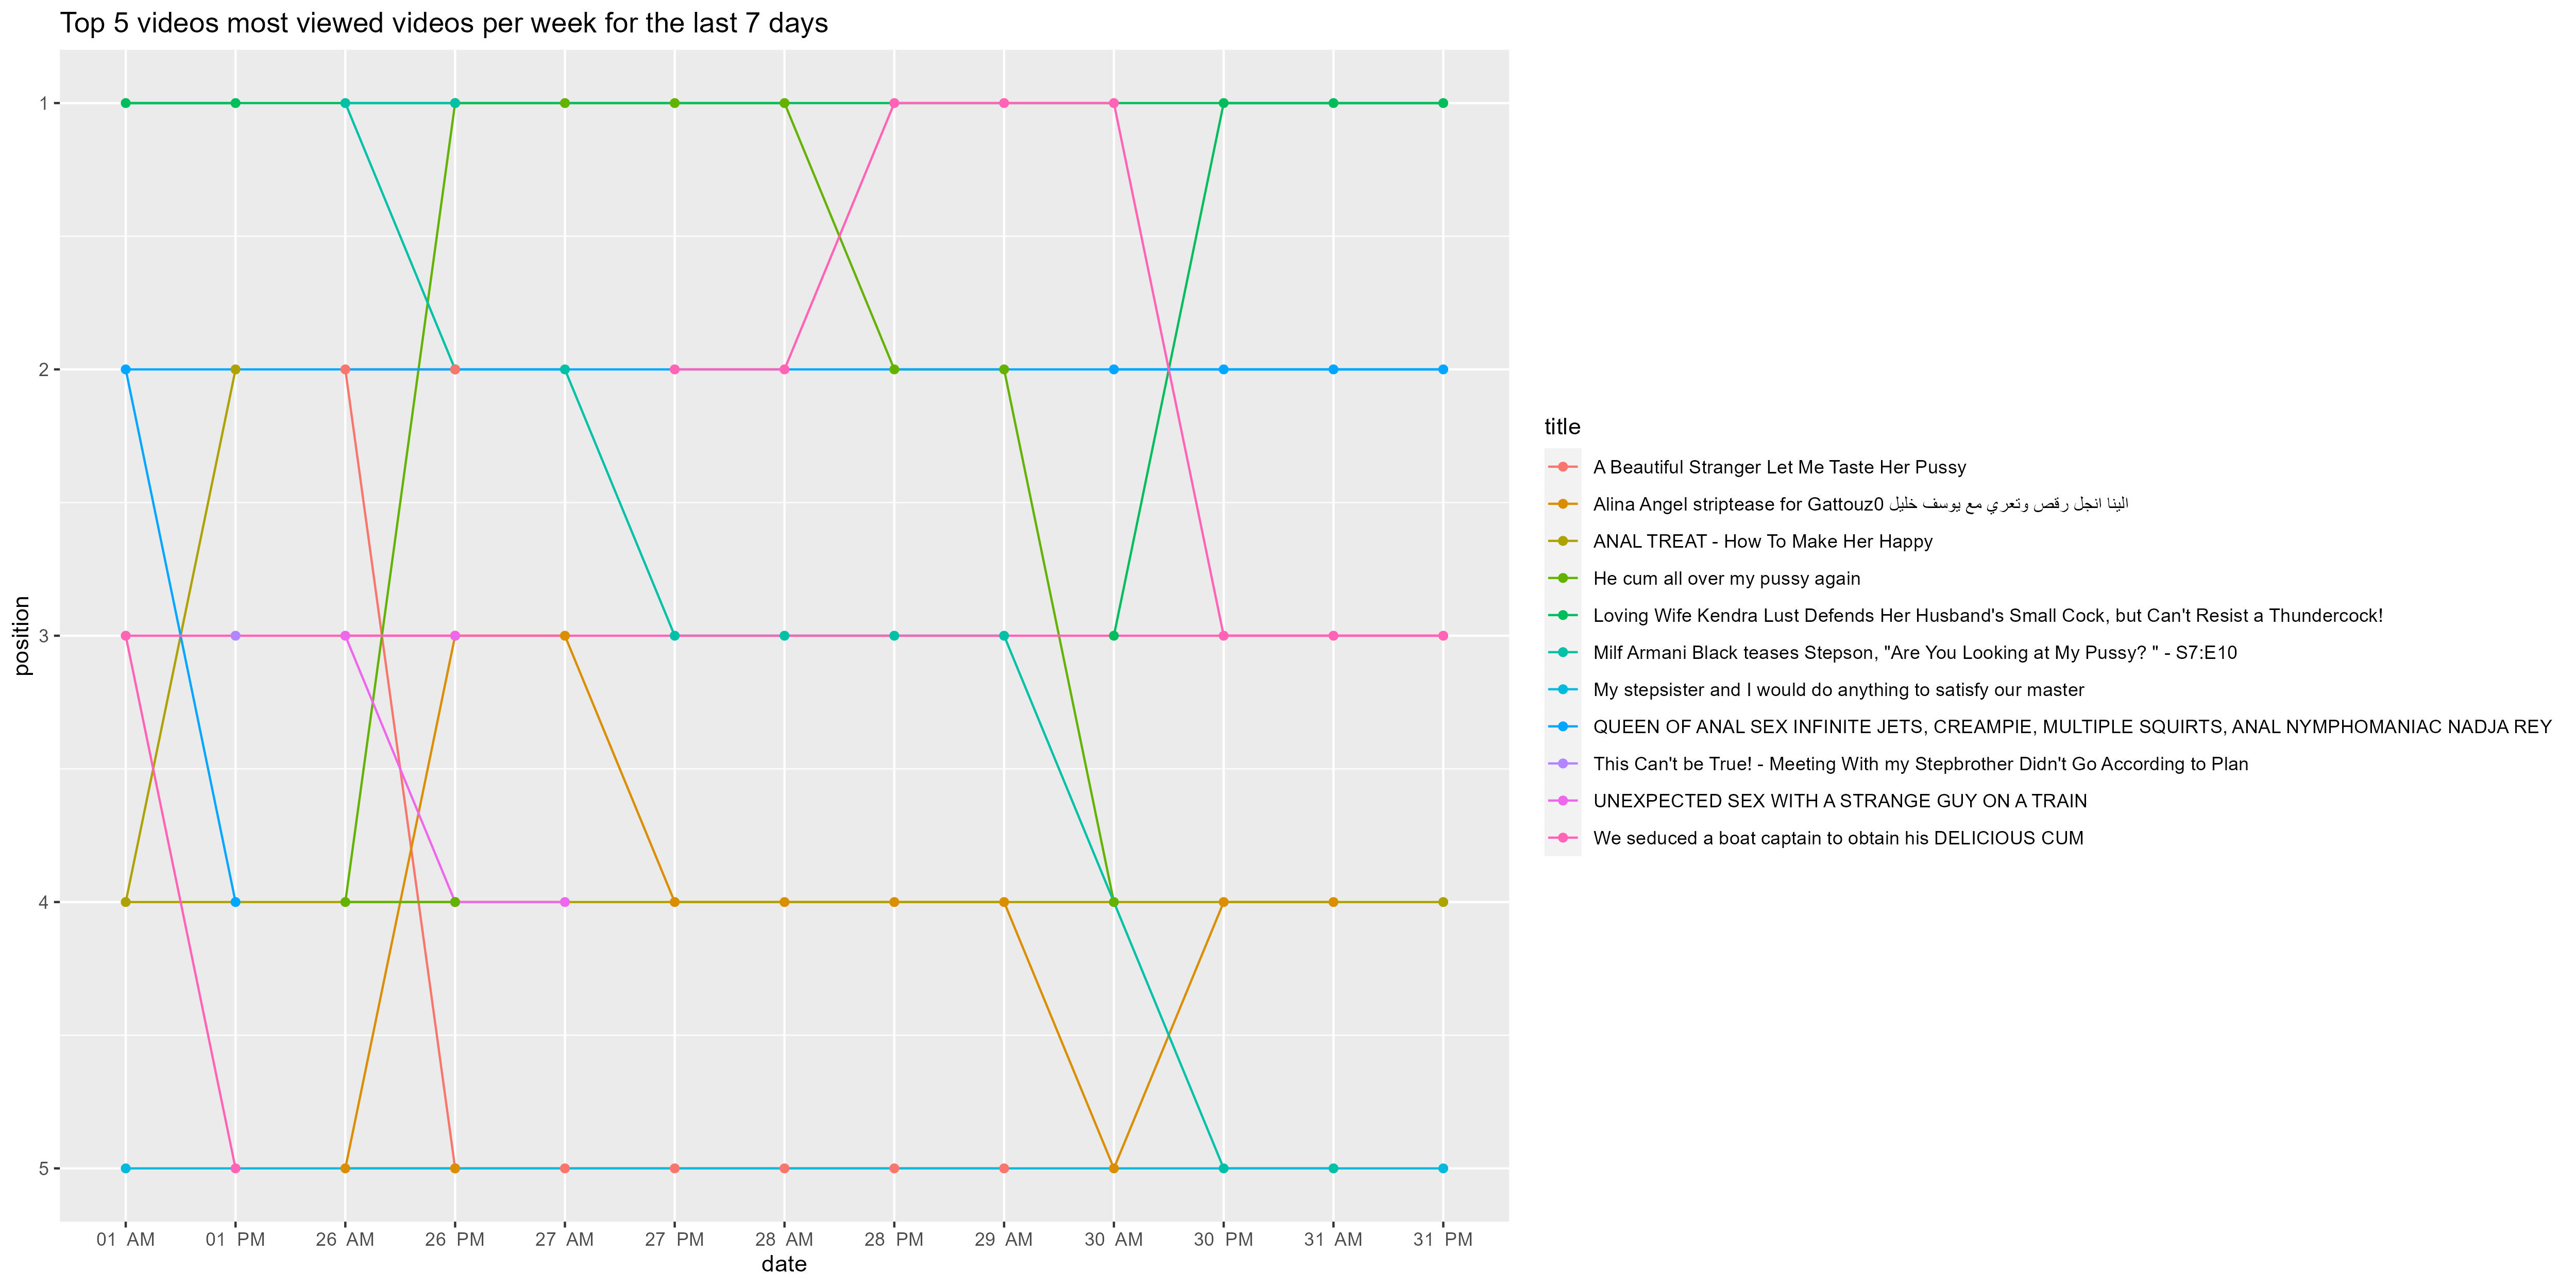 Top 5 videos most viewed videos per week for the last 7 days
position
1
2
3
4
5
01 AM 01 PM 26 AM 26 PM 27 AM 27 PM 28 AM 28 PM 29 AM 30 AM 30 PM 31 AM 31 PM
date
title
A Beautiful Stranger Let Me Taste Her Pussy
Alina Angel striptease for Gattouz0 الينا انجل رقص وتعري مع يوسف خليل
ANAL TREAT - How To Make Her Happy
He cum all over my pussy again
Loving Wife Kendra Lust Defends Her Husband's Small Cock, but Can't Resist a Thundercock!
Milf Armani Black teases Stepson, "Are You Looking at My Pussy? " - S7:E10
My stepsister and I would do anything to satisfy our master
QUEEN OF ANAL SEX INFINITE JETS, CREAMPIE, MULTIPLE SQUIRTS, ANAL NYMPHOMANIAC NADJA REY
This Can't be True! - Meeting With my Stepbrother Didn't Go According to Plan
UNEXPECTED SEX WITH A STRANGE GUY ON A TRAIN
We seduced a boat captain to obtain his DELICIOUS CUM